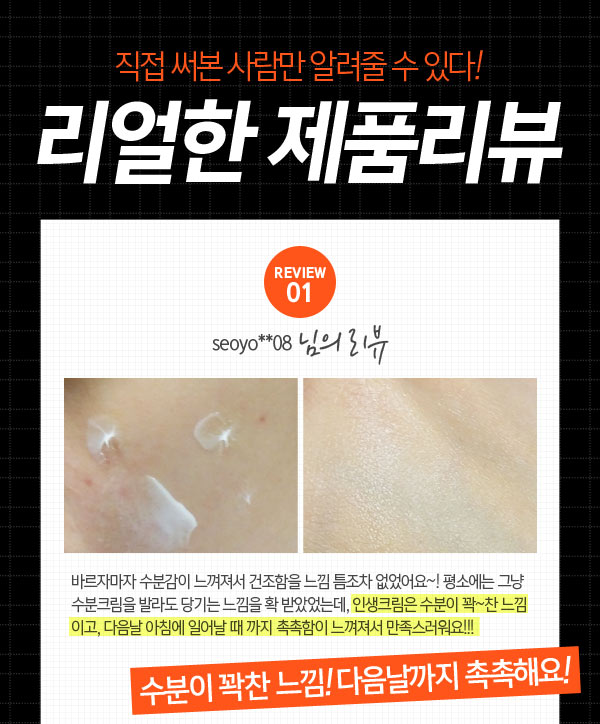 직접 써본 사람만 알려줄 수 있다!
리얼한 제품리뷰
REVIEW
01
seoyo**08 님의 리뷰
바르자마자 수분감이 느껴져서 건조함을 느낌 틈조차 없었어요~! 평소에는 그냥
수분크림을 발라도 당기는 느낌을 확 받았었는데, 인생크림은 수분이 꽉~찬 느낌
이고, 다음날 아침에 일어날 때 까지 촉촉함이 느껴져서 만족스러워요!!!
수분이 꽉찬 느낌! 다음날까지 촉촉해요!